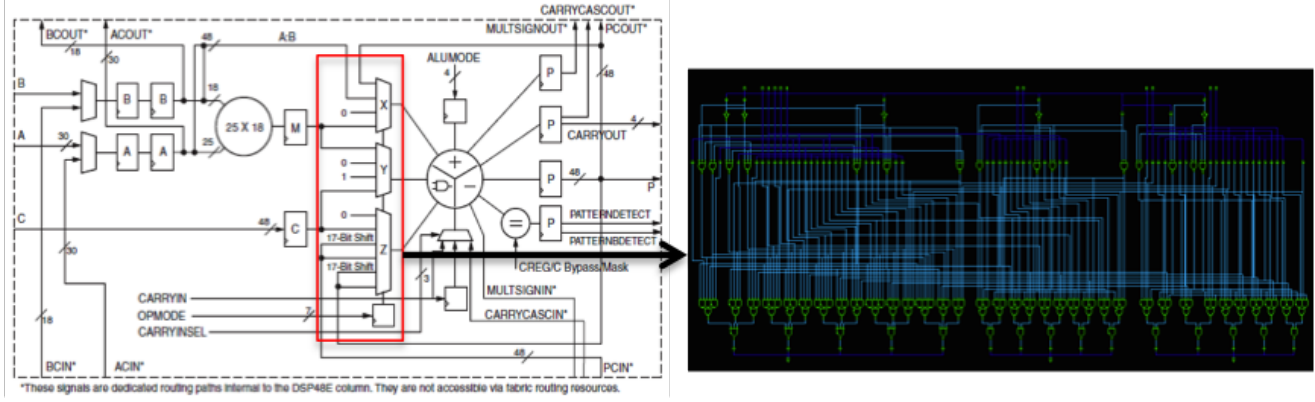 CARRYCASCOUT*
BCOUT* ACOUT* MULTSIGNOUT* PCOUT*
18 48 A:B
30 ALUMODE 48
4 P
B 18 X
B B 0
25 X 18 M P 4
CARRYOUT
A 30 A A 25 0
1 Y + − P 48
P
C 48 C 0 = P PATTERNDETECT
17-Bit Shift PATTERNBDETECT
Z
17-Bit Shift CREG/C Bypass/Mask
30 3
CARRYIN MULTSIGNIN*
18 OPMODE 7 CARRYCASCIN*
CARRYINSEL
48
BCIN* ACIN* PCIN*
*These signals are dedicated routing paths internal to the DSP48E column. They are not accessible via fabric routing resources.